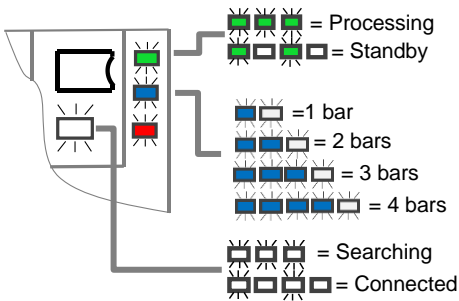 = Processing
= Standby
=1 bar
= 2 bars
= 3 bars
= 4 bars
= Searching
= Connected